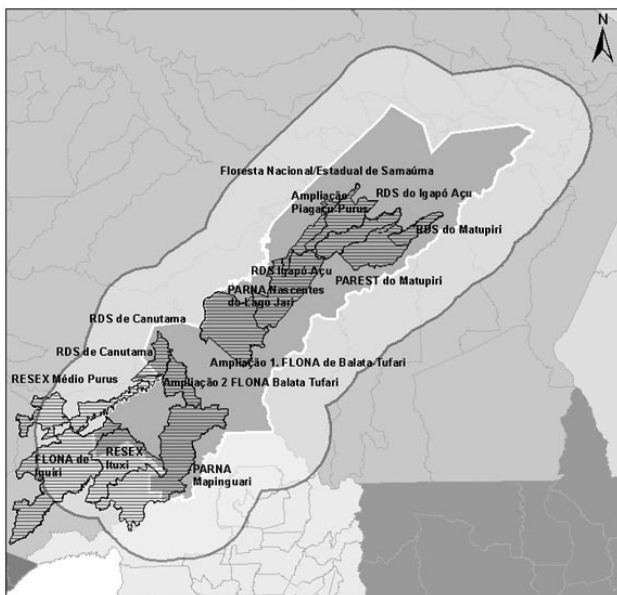 N
Floresta Nacional/Estadual de Samaúma
Ampliação
Piagaçu-Purus
RDS do Igapó Açu
RDS do Matupiri
RDS Igapó Açu
PARNA Nascentes
do Lago Jari
PAREST do Matupiri
RDS de Canutama
RDS de Canutama
Ampliação 1. FLONA de Balata Tufari
RESEX Médio Purus
Ampliação 2 FLONA Balata Tufari
FLONA de
Iquiri
RESEX
Ituxi
PARNA
Mapinguari